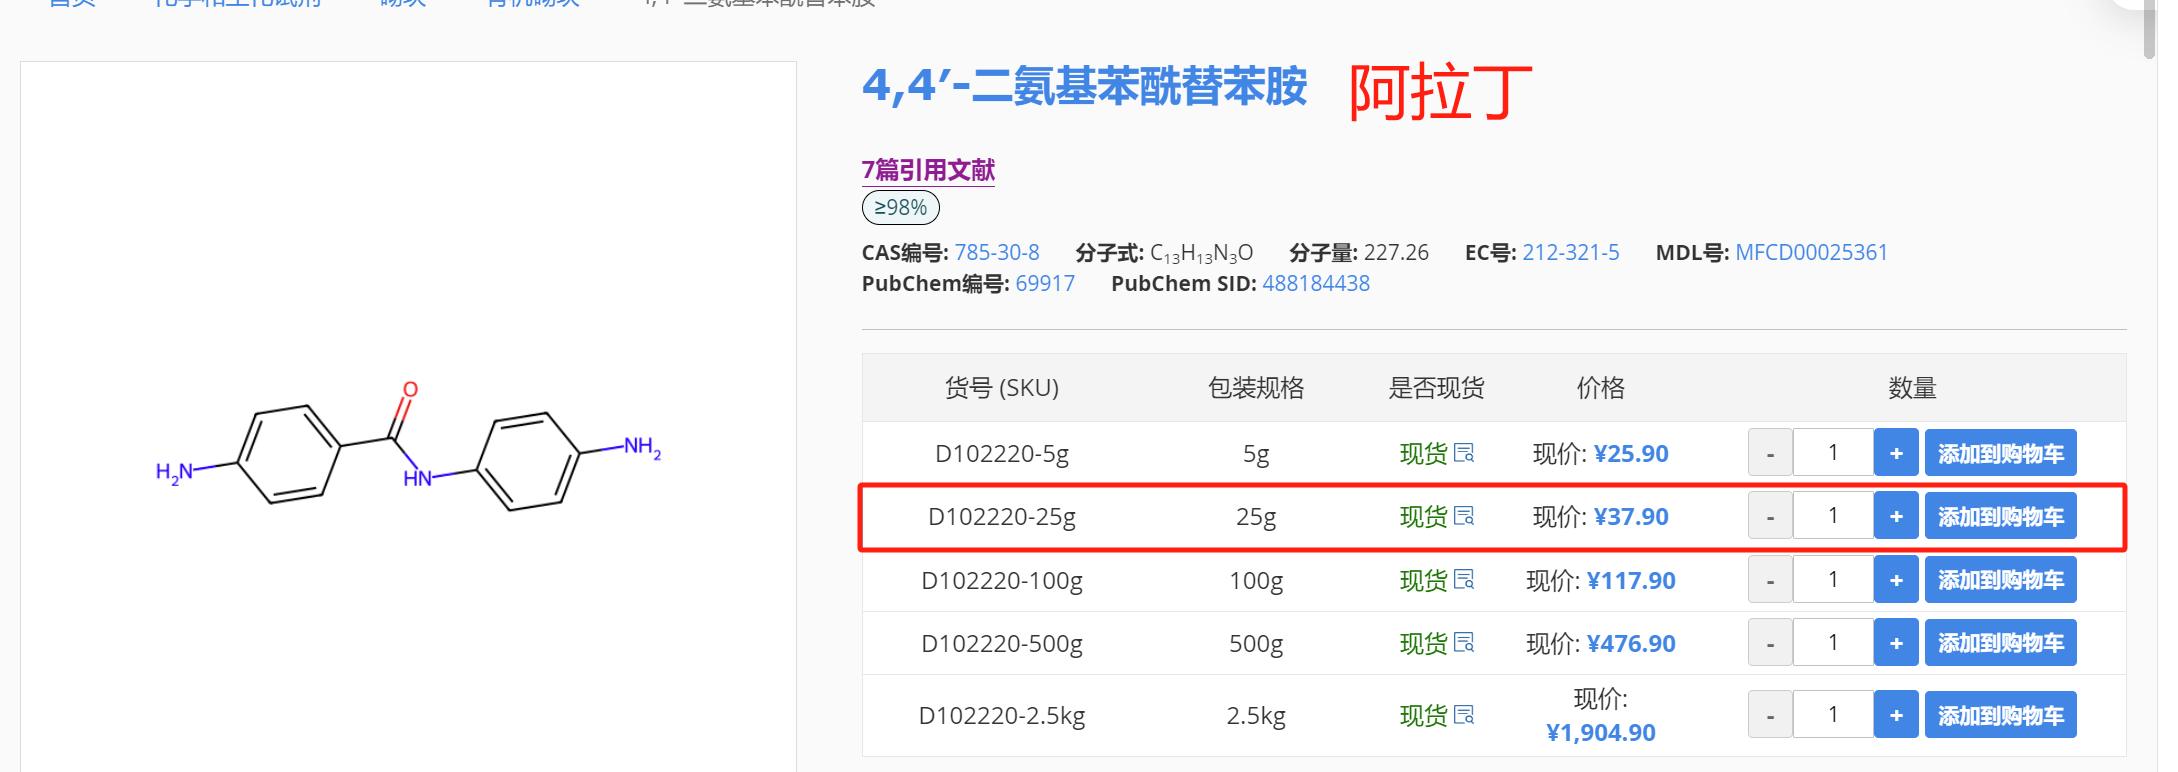 4,4′-二氨基苯酰替苯胺 阿拉丁
7篇引用文献
≥98%
CAS编号: 785-30-8 分子式: C₁₃H₁₃N₃O 分子量: 227.26 EC号: 212-321-5 MDL号: MFCD00025361
PubChem编号: 69917 PubChem SID: 488184438
O
H₂N
HN
NH₂
货号 (SKU) 包装规格 是否现货 价格 数量
D102220-5g 5g 现货 现价: ¥25.90 - 1 + 添加到购物车
D102220-25g 25g 现货 现价: ¥37.90 - 1 + 添加到购物车
D102220-100g 100g 现货 现价: ¥117.90 - 1 + 添加到购物车
D102220-500g 500g 现货 现价: ¥476.90 - 1 + 添加到购物车
D102220-2.5kg 2.5kg 现货 现价: ¥1,904.90 - 1 + 添加到购物车